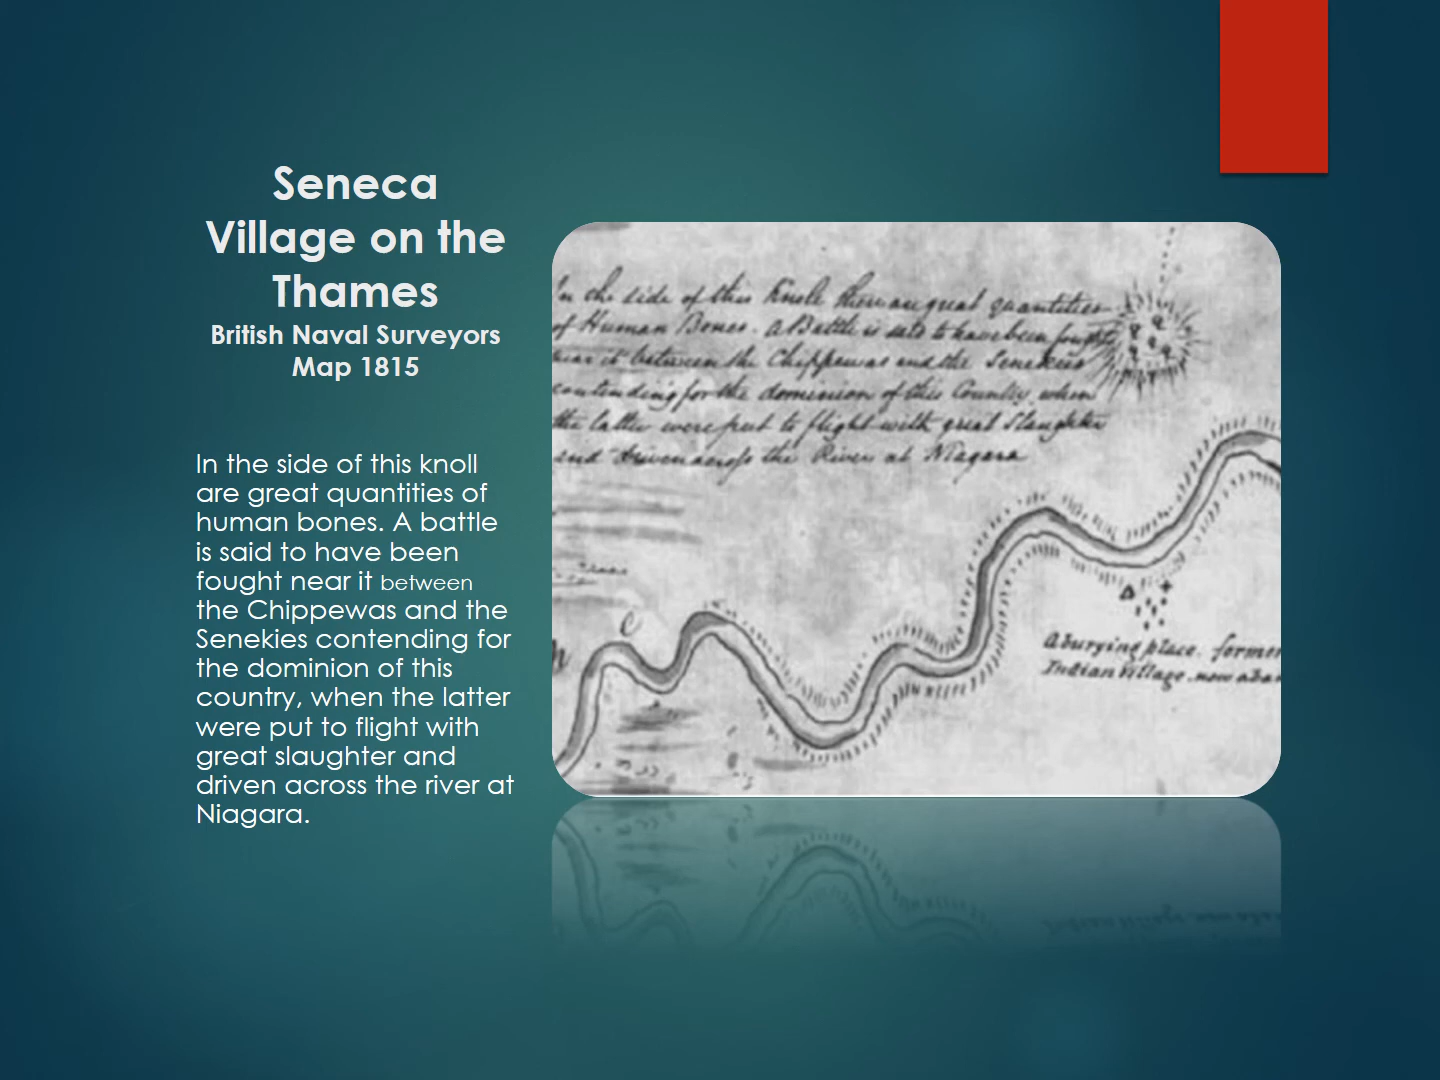 Seneca
Village on the
Thames
British Naval Surveyors
Map 1815
In the side of this knoll
are great quantities of
human bones. A battle
is said to have been
fought near it between
the Chippewas and the
Senekies contending for
the dominion of this
country, when the latter
were put to flight with
great slaughter and
driven across the river at
Niagara.
In the side of this Knole there are great quantities
of Human Bones. A Battle is said to have been fought
near it between the Chippewas and the Senekies
contending for the dominion of this Country when
the latter were put to flight with great Slaughter
and driven across the River at Niagara
C
A burying place. former
Indian Village. now aban